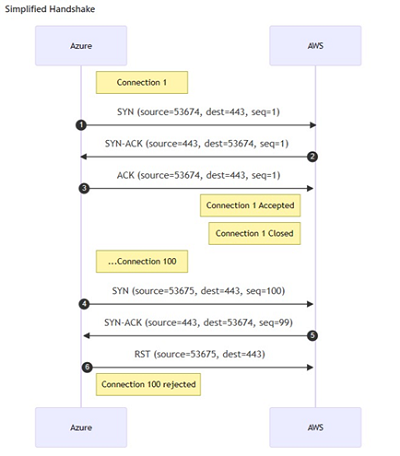 Simplified Handshake
Azure AWS
Connection 1
SYN (source=53674, dest=443, seq=1)
1
SYN-ACK (source=443, dest=53674, seq=1)
2
ACK (source=53674, dest=443, seq=1)
3
Connection 1 Accepted
Connection 1 Closed
...Connection 100
SYN (source=53675, dest=443, seq=100)
4
SYN-ACK (source=443, dest=53674, seq=99)
5
RST (source=53675, dest=443)
6
Connection 100 rejected
Azure AWS